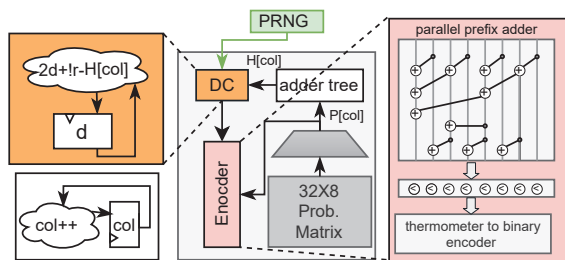 PRNG
parallel prefix adder
-2d+!r-H[col]
d
H[col]
DC
adder tree
P[col]
Enocder
32X8
Prob.
Matrix
col++
col
+ + + +
+ +
+
+ + +
< < < < < < < <
thermometer to binary
encoder